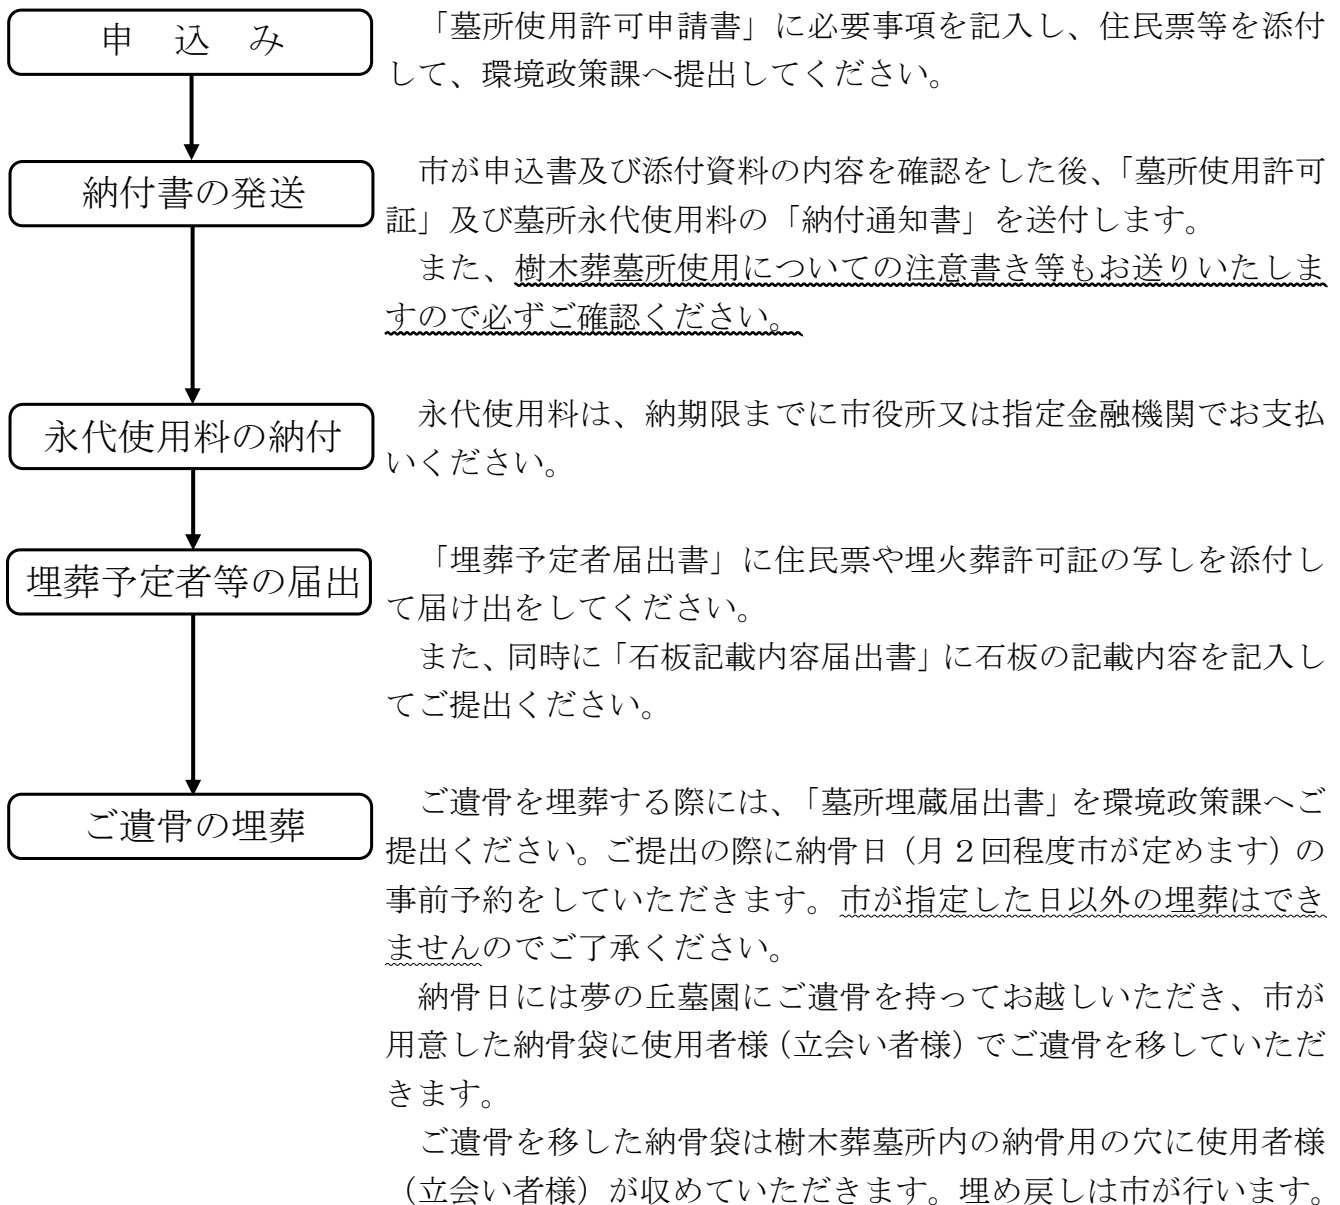 申　込　み
「墓所使用許可申請書」に必要事項を記入し、住民票等を添付
して、環境政策課へ提出してください。
納付書の発送
市が申込書及び添付資料の内容を確認をした後、「墓所使用許可
証」及び墓所永代使用料の「納付通知書」を送付します。
また、樹木葬墓所使用についての注意書き等もお送りいたしま
すので必ずご確認ください。
永代使用料の納付
永代使用料は、納期限までに市役所又は指定金融機関でお支払
いください。
埋葬予定者等の届出
「埋葬予定者届出書」に住民票や埋火葬許可証の写しを添付し
て届け出をしてください。
また、同時に「石板記載内容届出書」に石板の記載内容を記入し
てご提出ください。
ご遺骨の埋葬
ご遺骨を埋葬する際には、「墓所埋蔵届出書」を環境政策課へご
提出ください。ご提出の際に納骨日（月２回程度市が定めます）の
事前予約をしていただきます。市が指定した日以外の埋葬はでき
ませんのでご了承ください。
納骨日には夢の丘墓園にご遺骨を持ってお越しいただき、市が
用意した納骨袋に使用者様（立会い者様）でご遺骨を移していただ
きます。
ご遺骨を移した納骨袋は樹木葬墓所内の納骨用の穴に使用者様
（立会い者様）が収めていただきます。埋め戻しは市が行います。